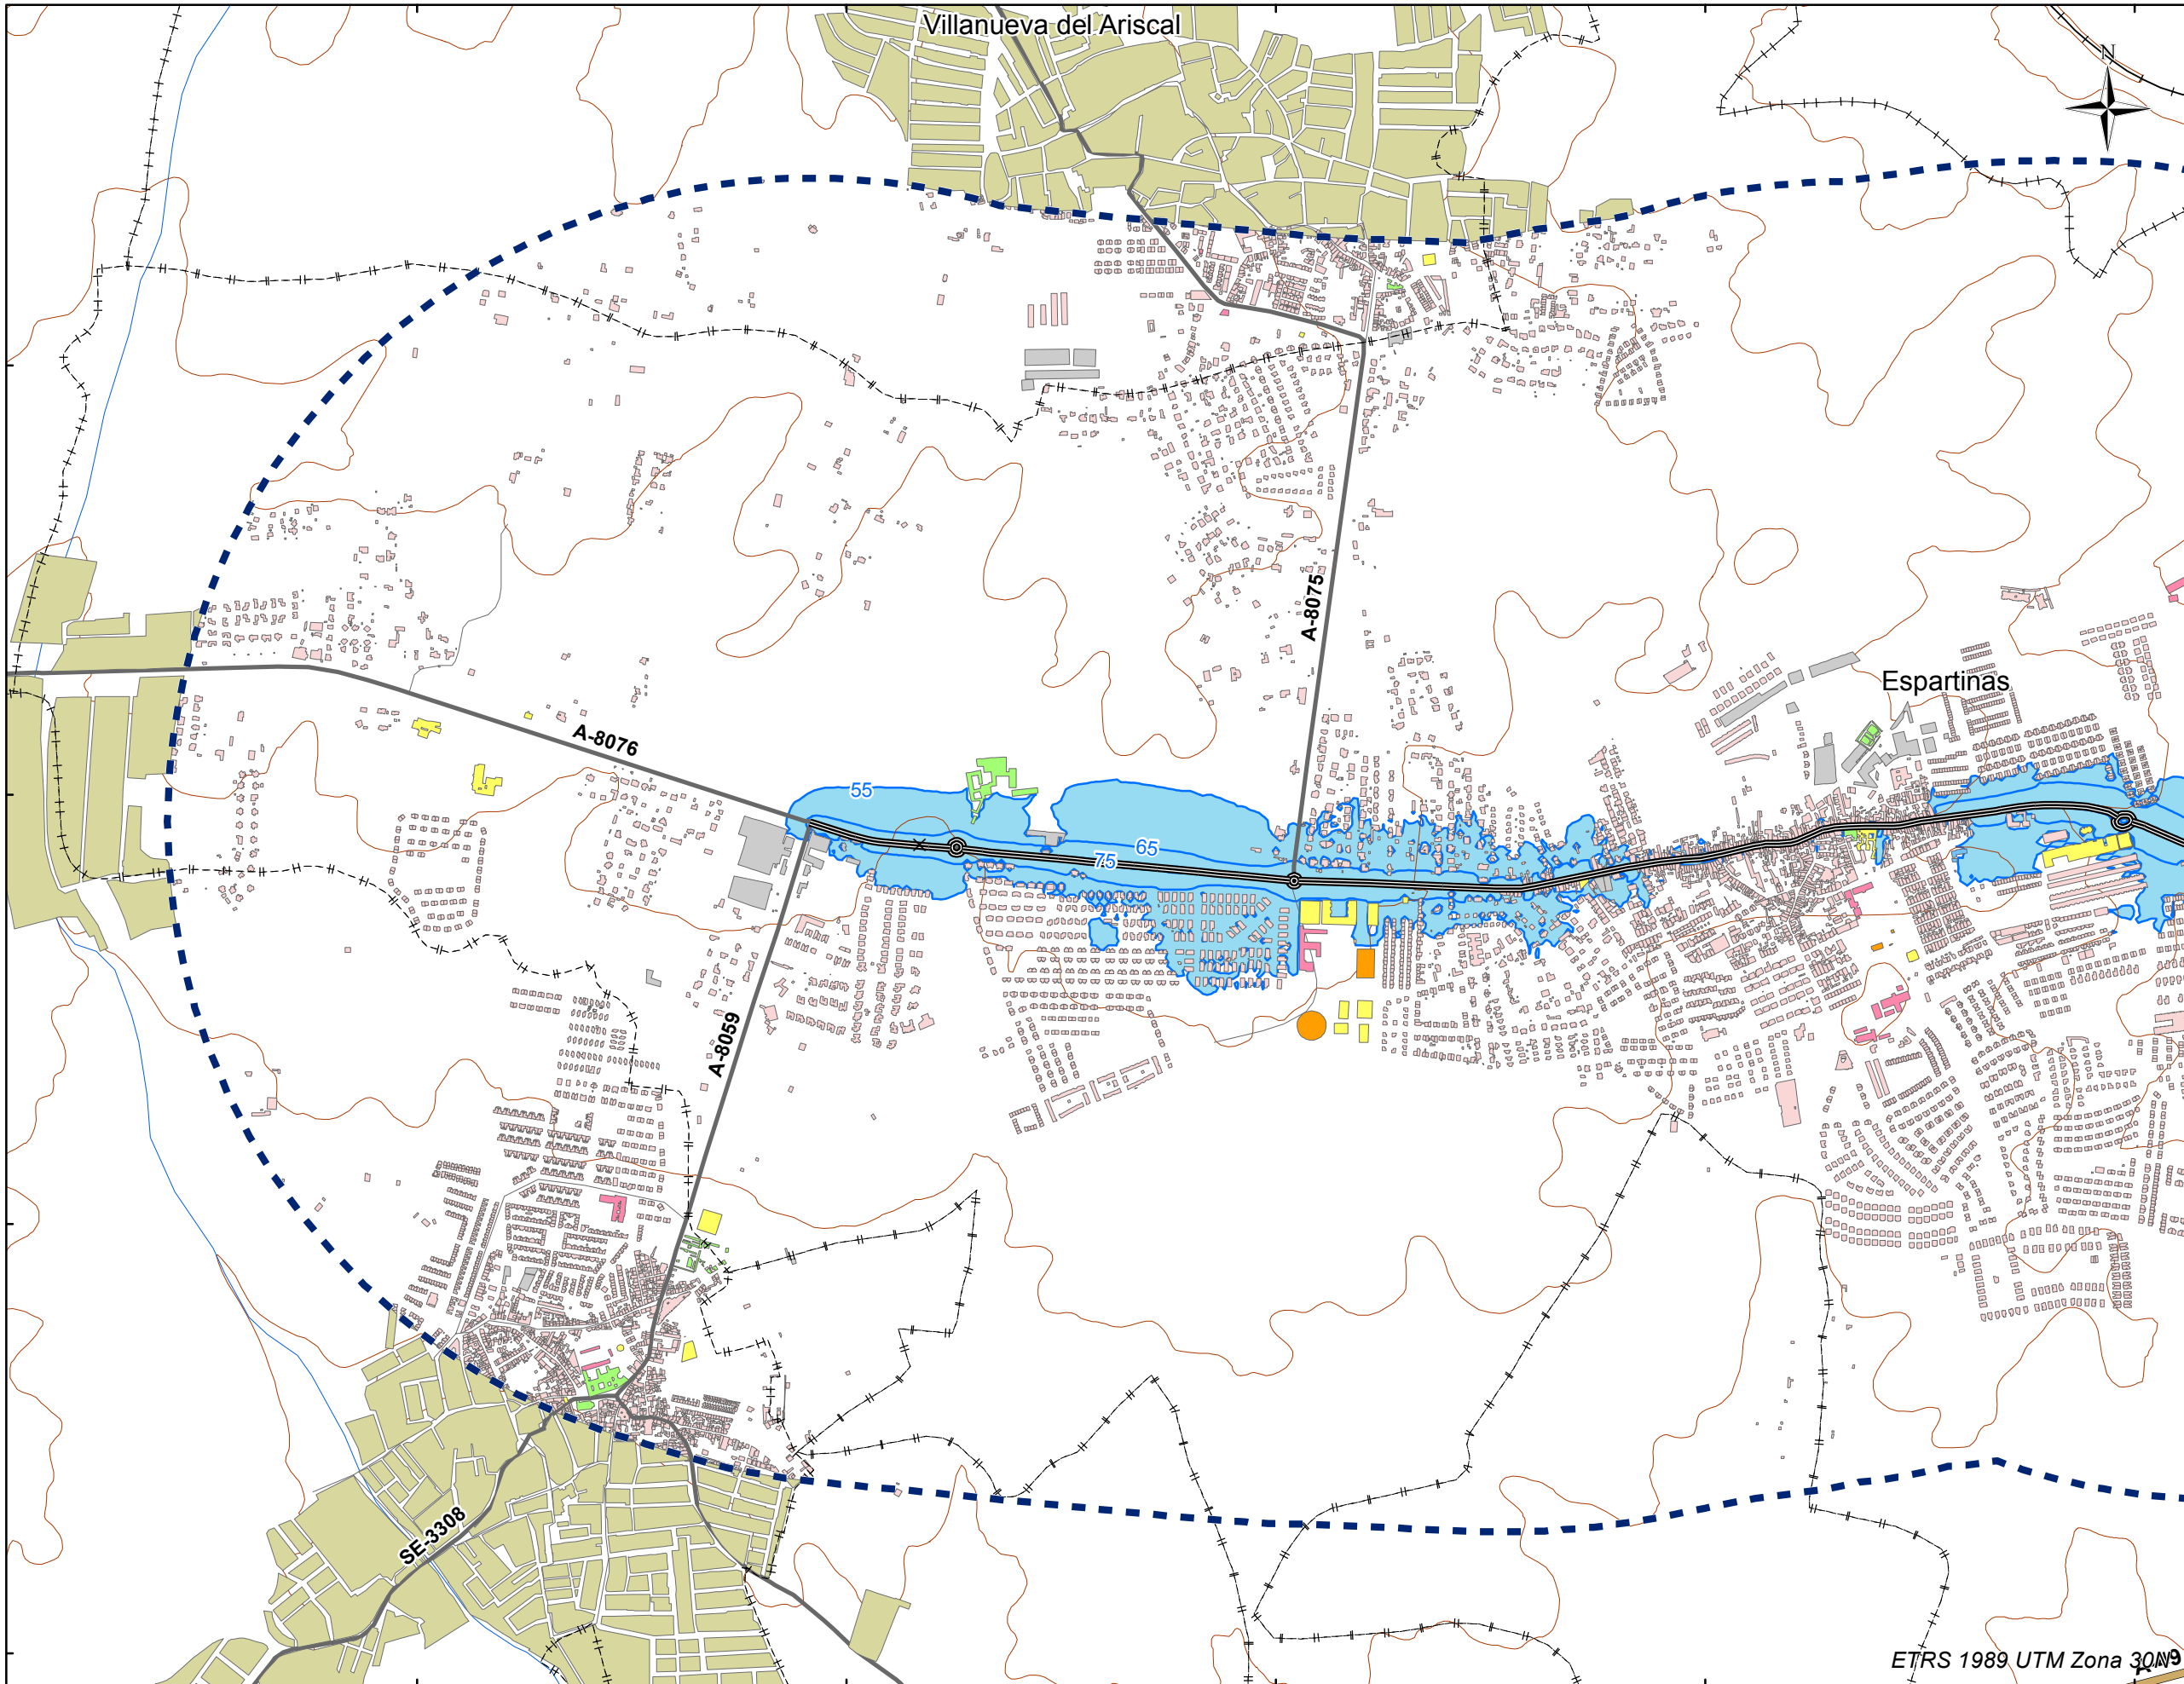 Villanueva del Ariscal
N
A-8075
Espartinas
A-8076
55
65
75
A-8059
SE-3308
ETRS 1989 UTM Zona 30N